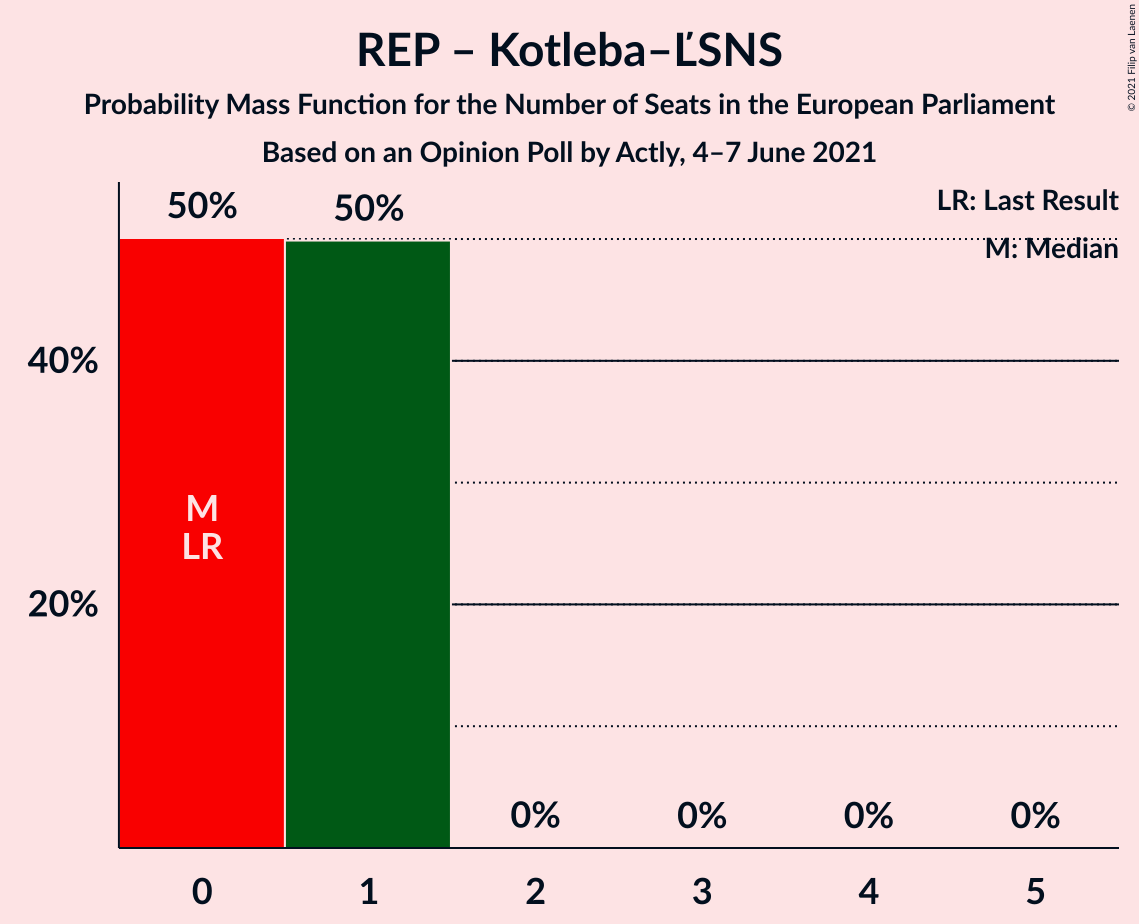 REP – Kotleba–ĽSNS
Probability Mass Function for the Number of Seats in the European Parliament
Based on an Opinion Poll by Actly, 4–7 June 2021
© 2021 Filip van Laenen
LR: Last Result
M: Median
50%
50%
40%
20%
M
LR
0%
0%
0%
0%
0
1
2
3
4
5